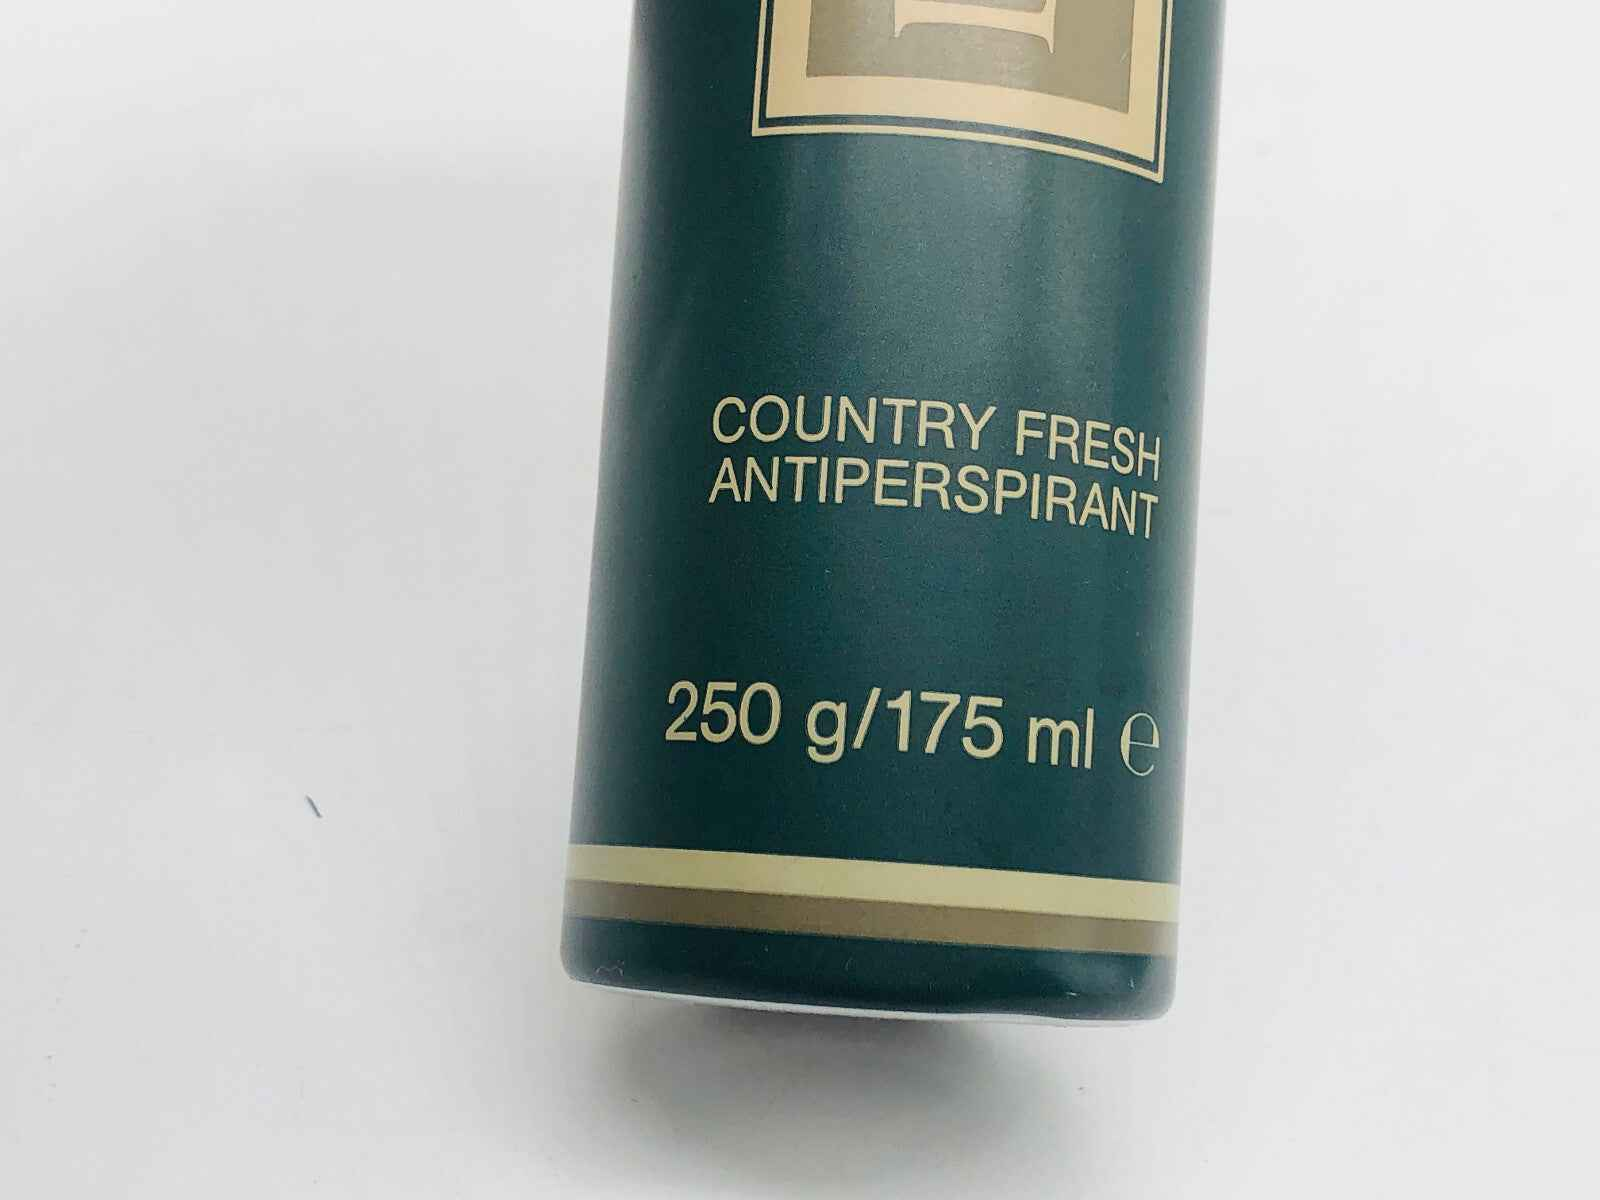 COUNTRY FRESH
ANTIPERSPIRANT
250 g/175 ml ℮